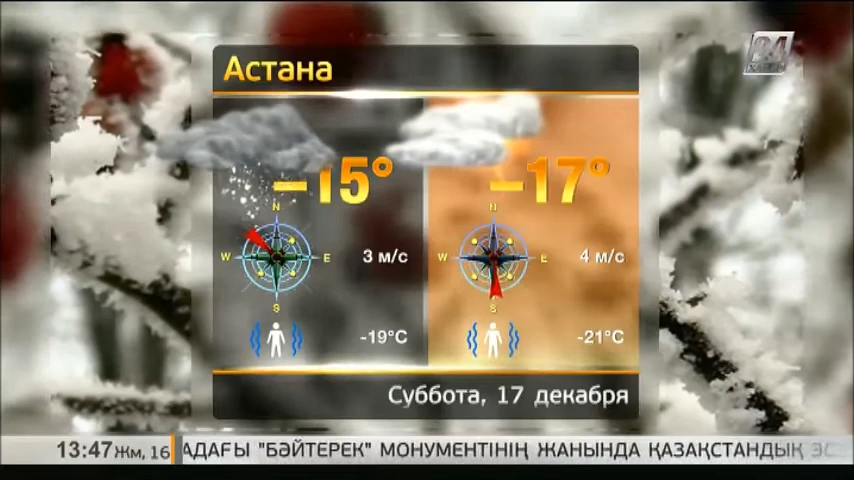 Астана
24
-15°
-17°
N
N
W
E
3 м/с
W
E
4 м/с
S
S
-19°C
-21°C
Суббота, 17 декабря
13:47 Жм, 16
АДАҒЫ "БӘЙТЕРЕК" МОНУМЕНТІНІҢ ЖАНЫНДА ҚАЗАҚСТАНДЫҚ